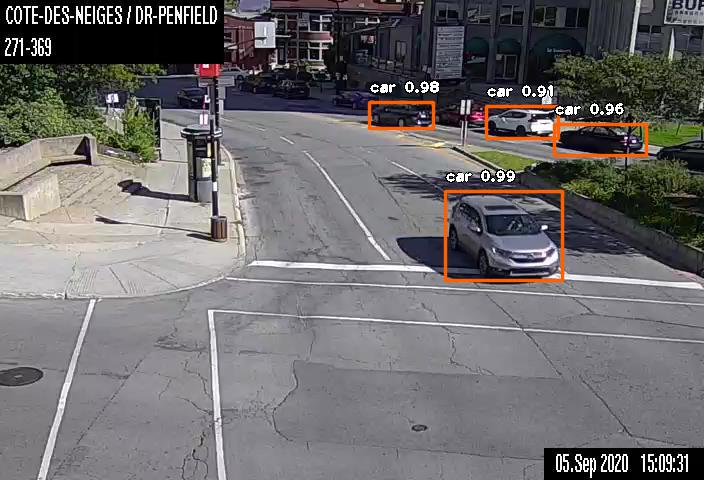 COTE-DES-NEIGES / DR-PENFIELD
271-369
BUR
car 0.98
car 0.91
car 0.96
car 0.99
05.Sep 2020 15:09:31